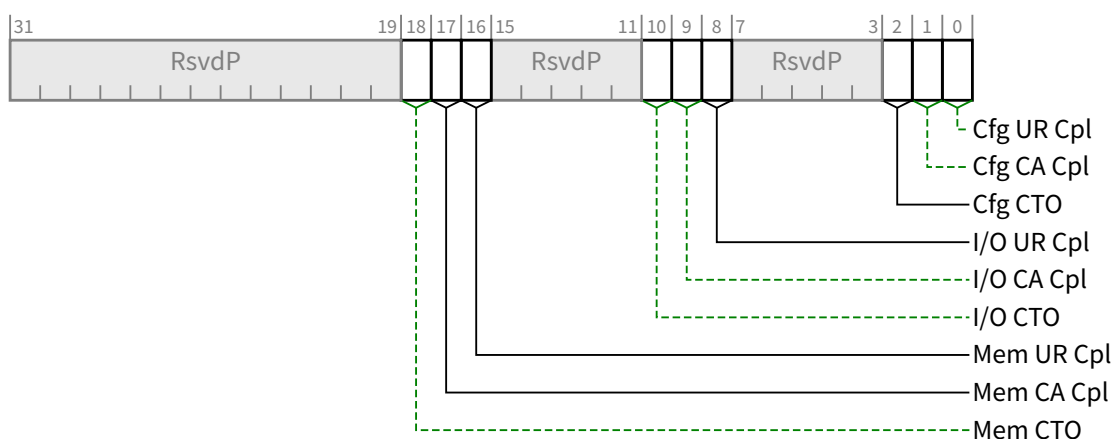 31 19 18 17 16 15 11 10 9 8 7 3 2 1 0
RsvdP RsvdP RsvdP
Cfg UR Cpl
Cfg CA Cpl
Cfg CTO
I/O UR Cpl
I/O CA Cpl
I/O CTO
Mem UR Cpl
Mem CA Cpl
Mem CTO